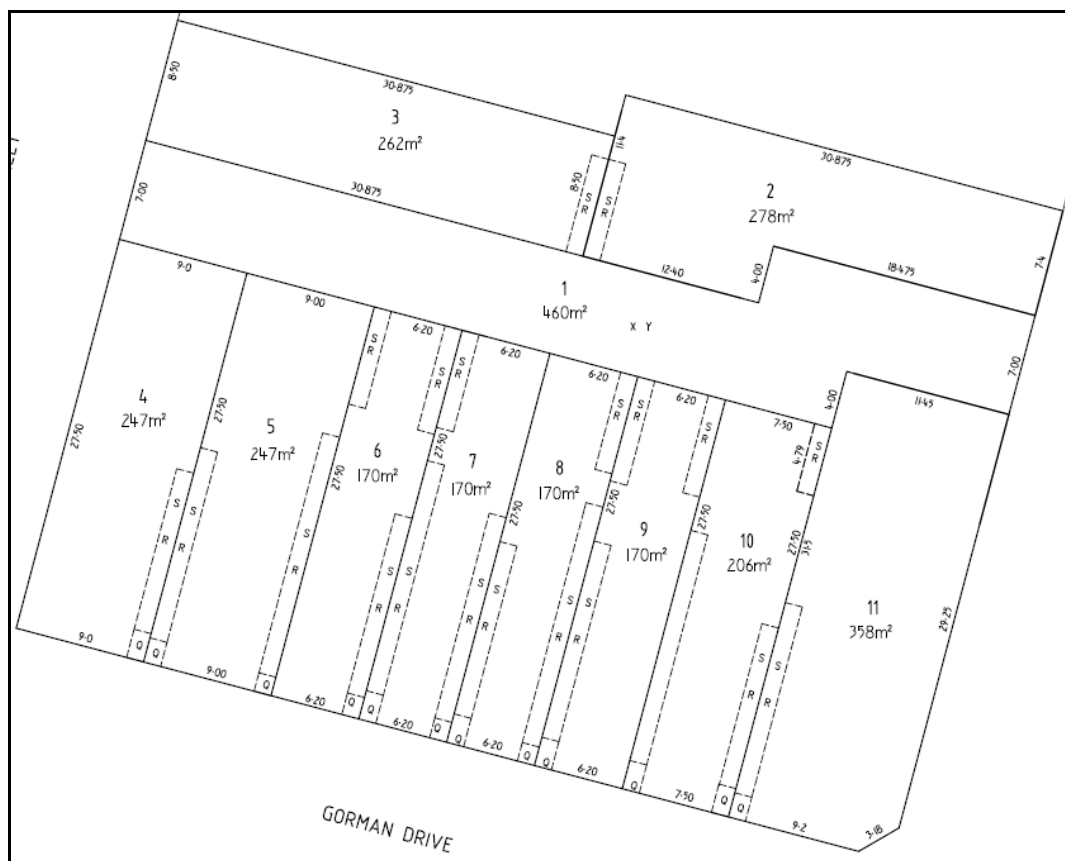 8·50
30·875
3
262m²
11·4
30·875
2
278m²
7·4
8·50
S
R
S
R
7·00
30·875
12·40
4·00
18·475
1
460m²
X Y
7·00
9·0
9·00
6·20
6·20
6·20
6·20
7·50
4·00
11·45
S
R
S
R
S
R
S
R
S
R
S
R
S
R
4·79
4
247m²
27·50
27·50
5
247m²
27·50
6
170m²
27·50
7
170m²
27·50
8
170m²
27·50
9
170m²
27·50
10
206m²
27·50
31·5
11
358m²
29·25
S
R
S
R
S
R
S
R
S
R
S
R
S
R
S
R
S
R
S
R
S
R
Q
Q
Q
Q
Q
Q
Q
Q
Q
Q
Q
Q
9·0
9·00
6·20
6·20
6·20
6·20
7·50
9·2
3·18
GORMAN DRIVE